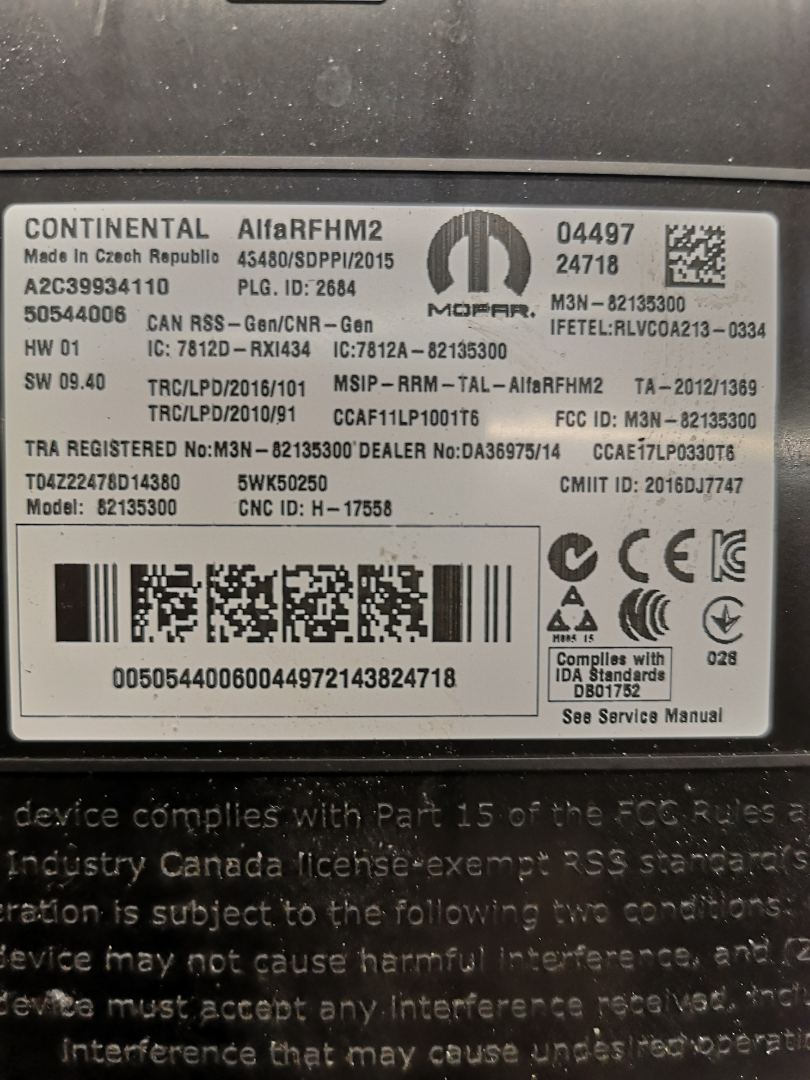 CONTINENTAL AlfaRFHM2
Made in Czech Republic 43480/SDPPI/2015
A2C39934110 PLG. ID: 2684
50544006 CAN RSS-Gen/CNR-Gen
HW 01 IC: 7812D-RXI434 IC:7812A-82135300
SW 09.40 TRC/LPD/2016/101 MSIP-RRM-TAL-AlfaRFHM2 TA-2012/1369
TRC/LPD/2010/91 CCAF11LP1001T6 FCC ID: M3N-82135300
MOPAR.
04497
24718
M3N-82135300
IFETEL:RLVCOA213-0334
TRA REGISTERED No:M3N-82135300 DEALER No:DA36975/14 CCAE17LP0330T6
T04Z22478D14380 5WK50250 CMIIT ID: 2016DJ7747
Model: 82135300 CNC ID: H-17558
00505440060044972143824718
CE
028
Complies with
IDA Standards
DB01752
See Service Manual
device complies with Part 15 of the FCC Rules
Industry Canada license-exempt RSS standard(s
is subject to the following two conditions:
device may not cause harmful interference, and (2
device must accept any interference received,
interference that may cause undesired